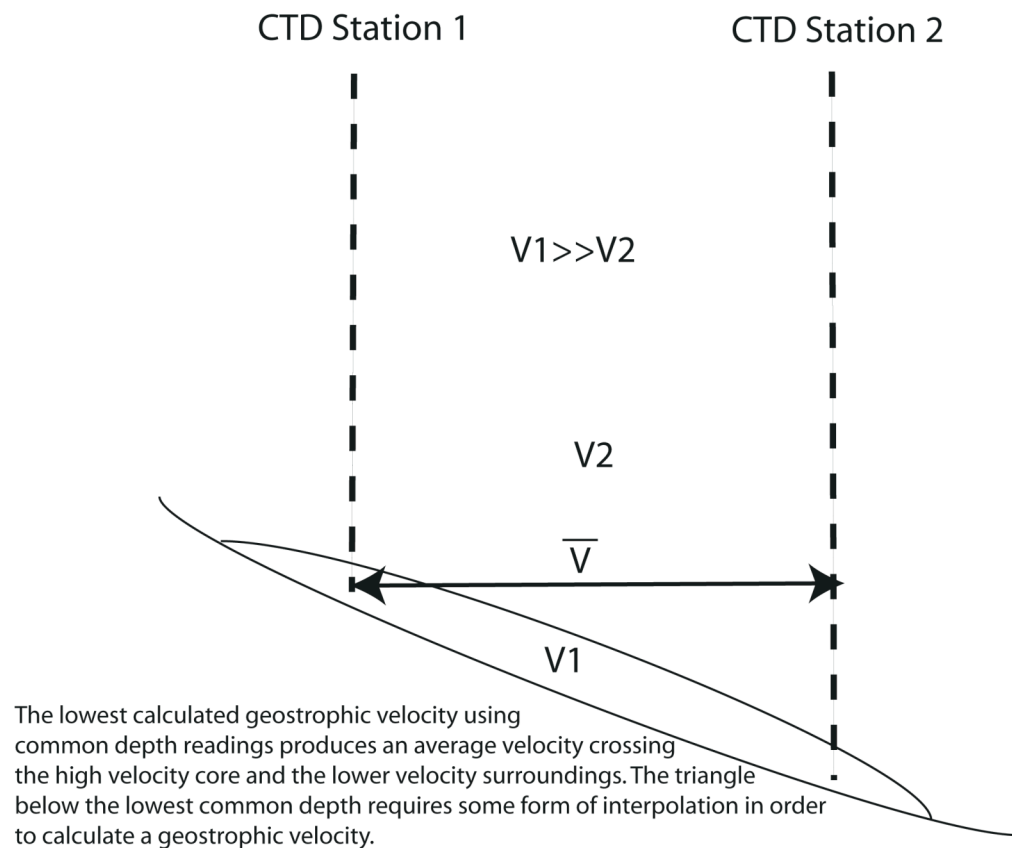 CTD Station 1
CTD Station 2
V1>>V2
V2
V̅
V1
The lowest calculated geostrophic velocity using
common depth readings produces an average velocity crossing
the high velocity core and the lower velocity surroundings. The triangle
below the lowest common depth requires some form of interpolation in order
to calculate a geostrophic velocity.